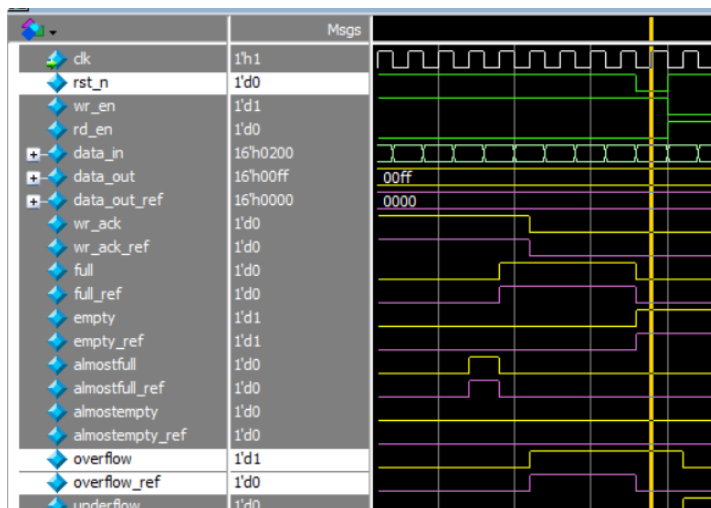 Msgs
clk 1'h1
rst_n 1'd0
wr_en 1'd1
rd_en 1'd0
data_in 16'h0200
data_out 16'h00ff 00ff
data_out_ref 16'h0000 0000
wr_ack 1'd0
wr_ack_ref 1'd0
full 1'd0
full_ref 1'd0
empty 1'd1
empty_ref 1'd1
almostfull 1'd0
almostfull_ref 1'd0
almostempty 1'd0
almostempty_ref 1'd0
overflow 1'd1
overflow_ref 1'd0
underflow 1'd0